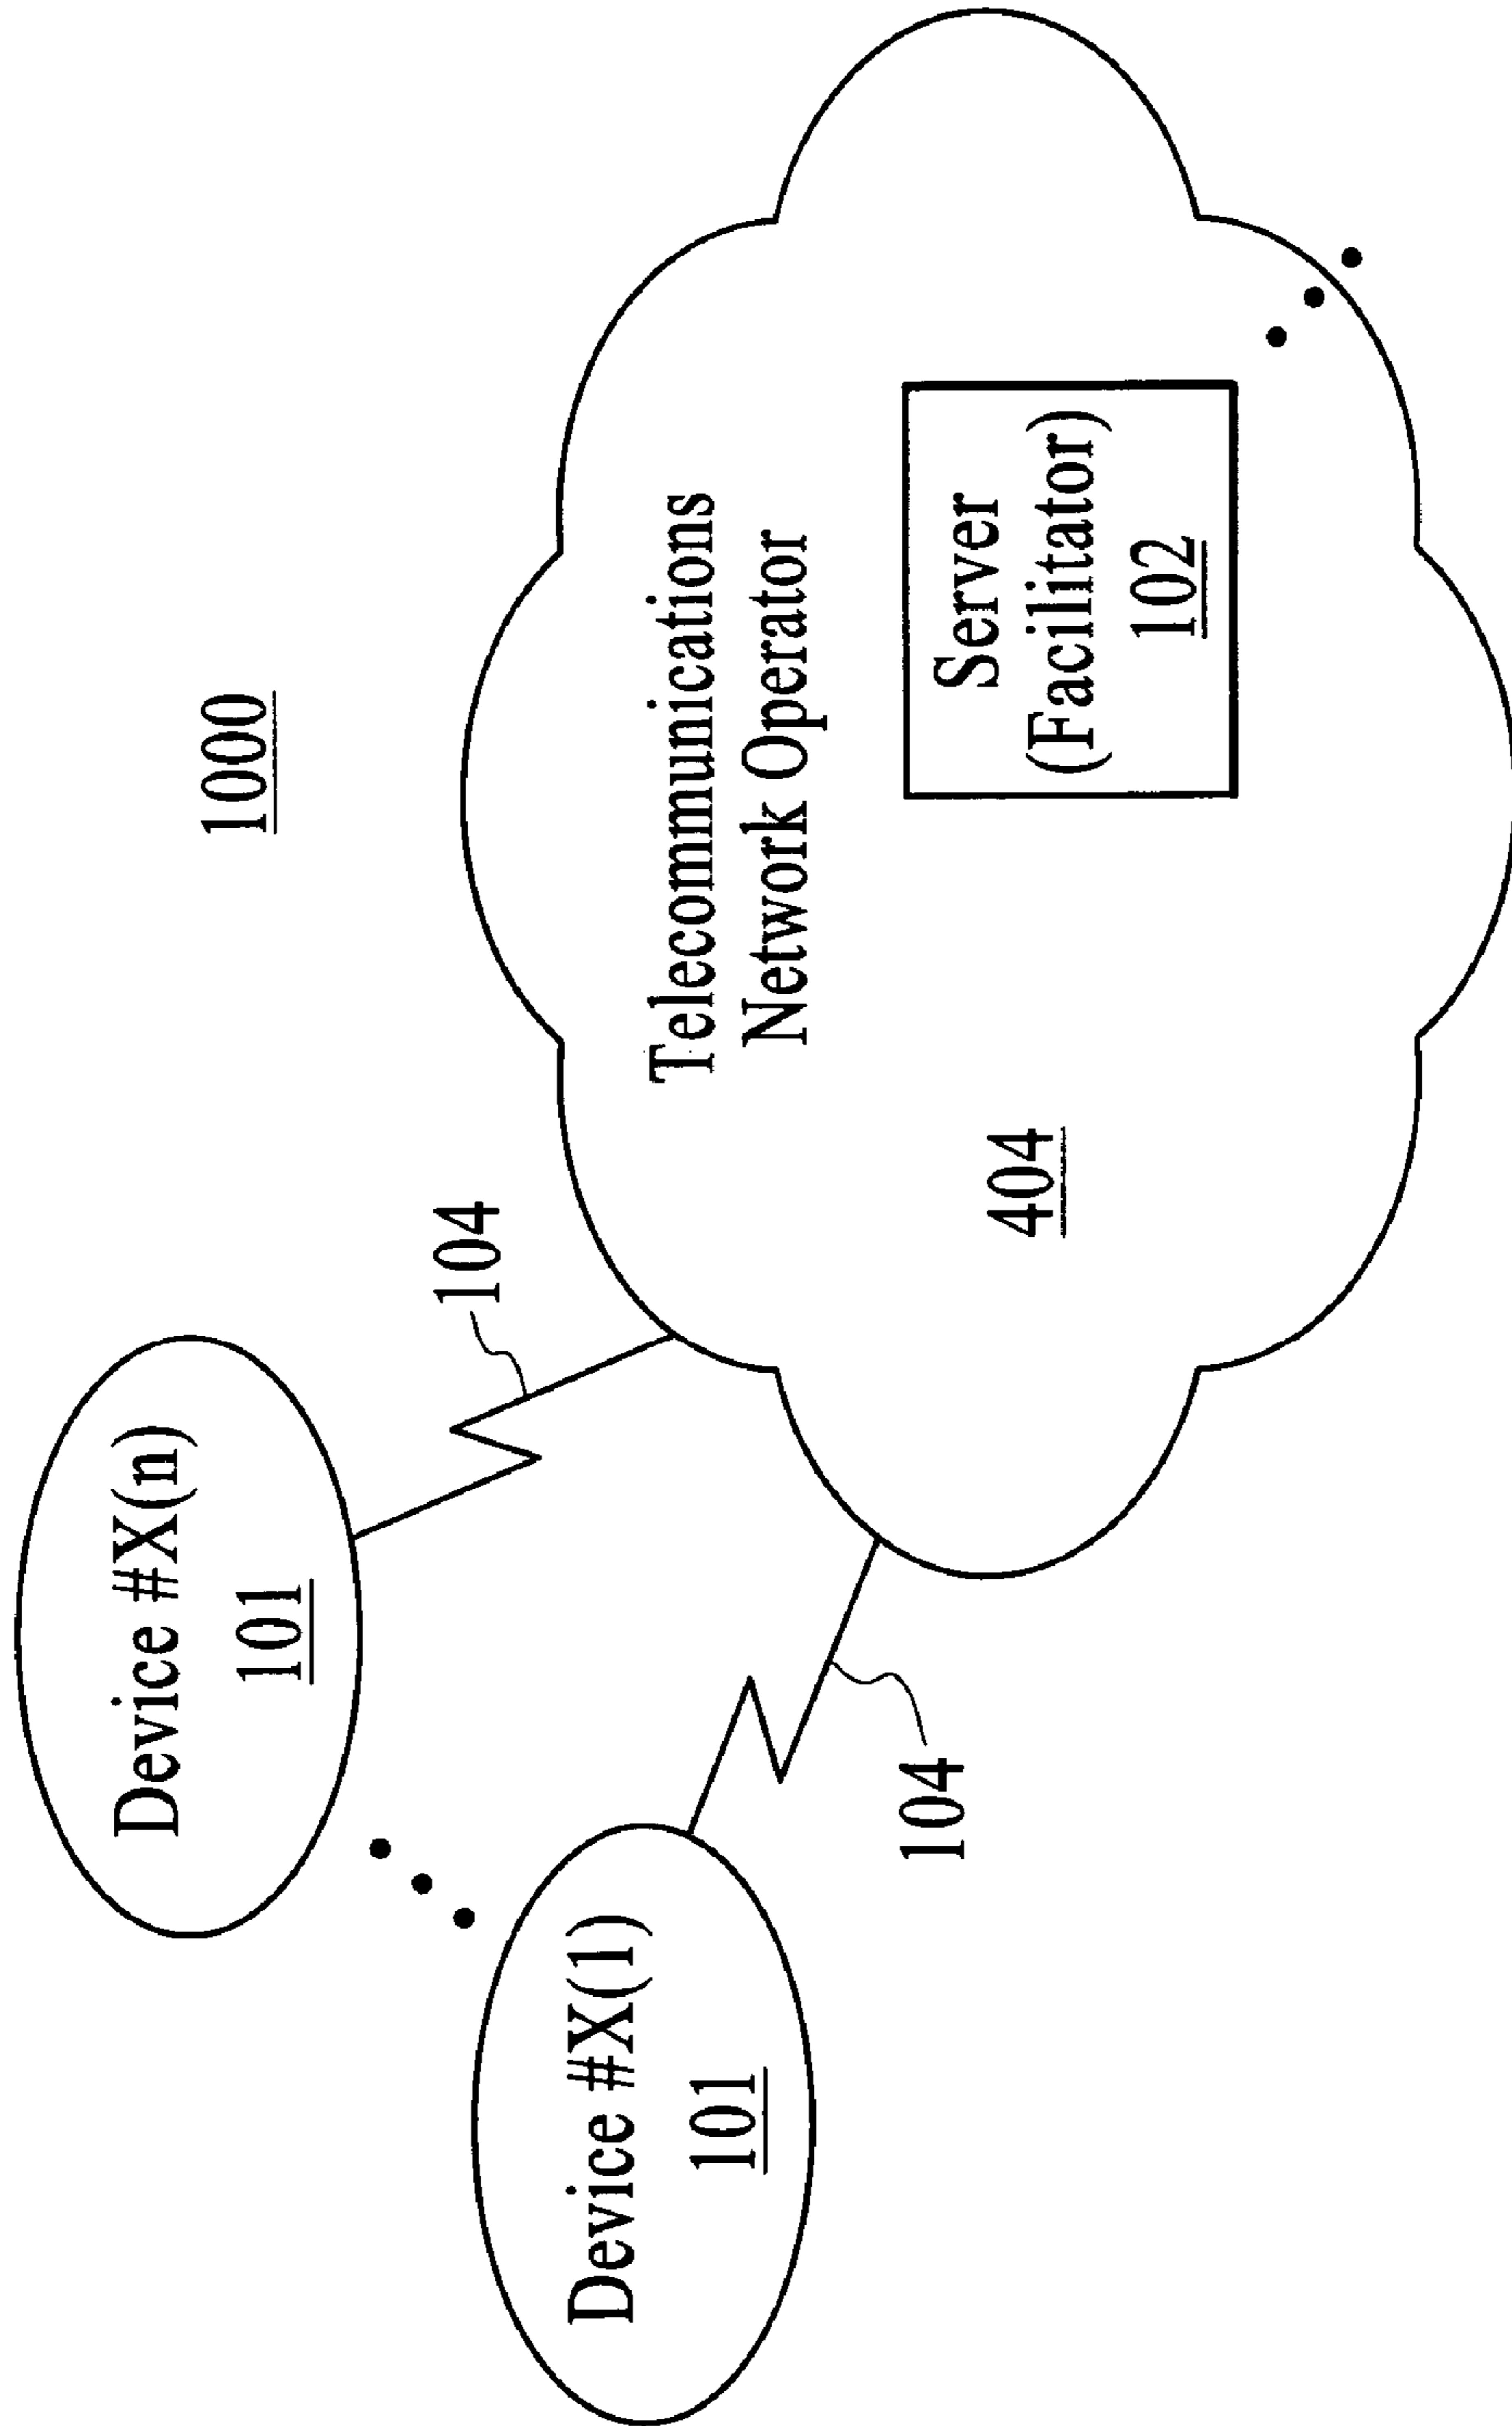 1000
Device #X(n)
101
104
Telecommunications
Network Operator
Device #X(1)
101
104
404
Server
(Facilitator)
102